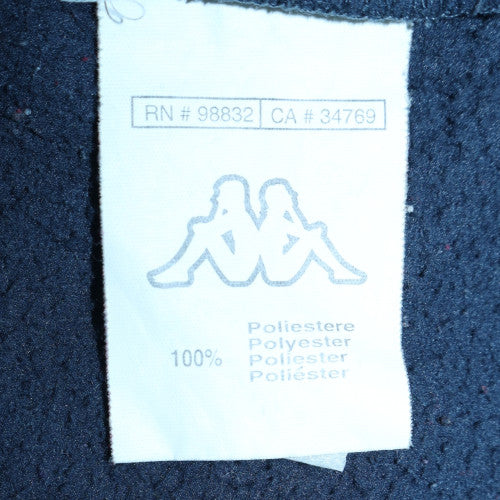 RN # 98832 CA # 34769
Poliestere
Polyester
100% Poliester
Poliéster